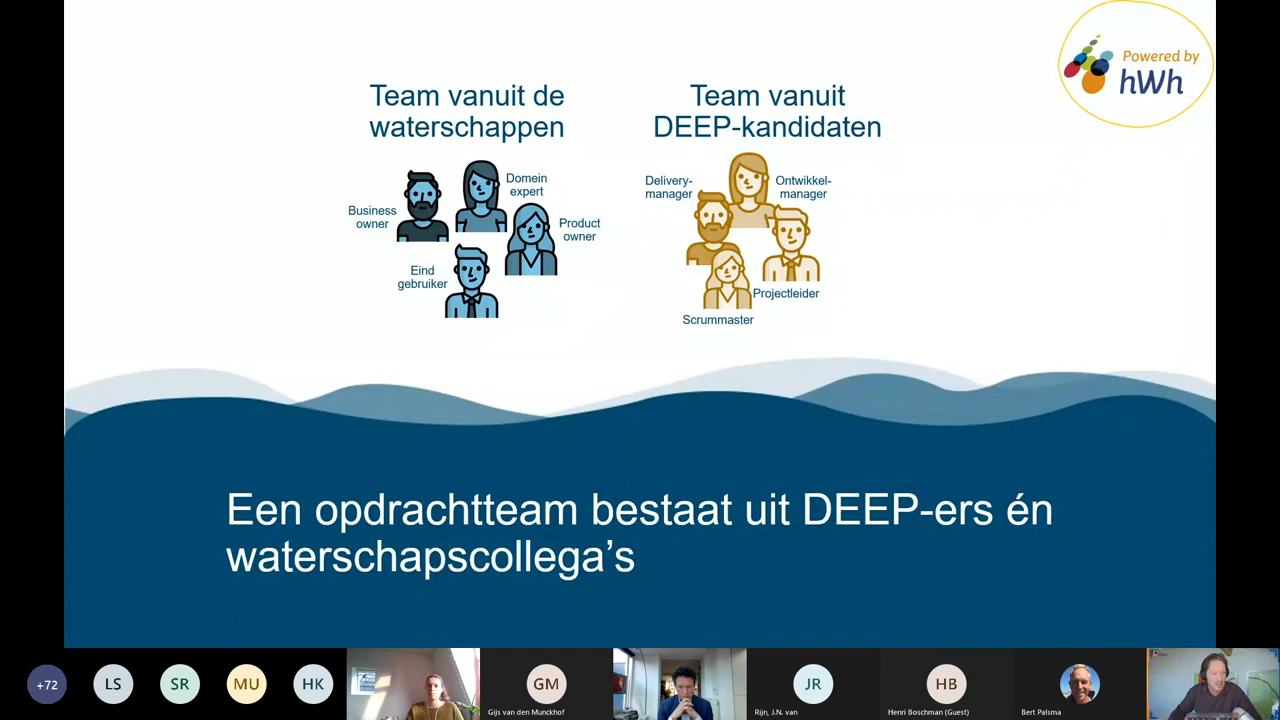 Powered by
hWh
Team vanuit de
waterschappen
Domein
expert
Business
owner
Product
owner
Eind
gebruiker
Team vanuit
DEEP-kandidaten
Delivery-
manager
Ontwikkel-
manager
Projectleider
Scrummaster
Een opdrachtteam bestaat uit DEEP-ers én
waterschapscollega’s
+72
LS
SR
MU
HK
GM
Gijs van den Munckhof
JR
Rijn, J.N. van
HB
Henri Boschman (Guest)
Bert Palsma